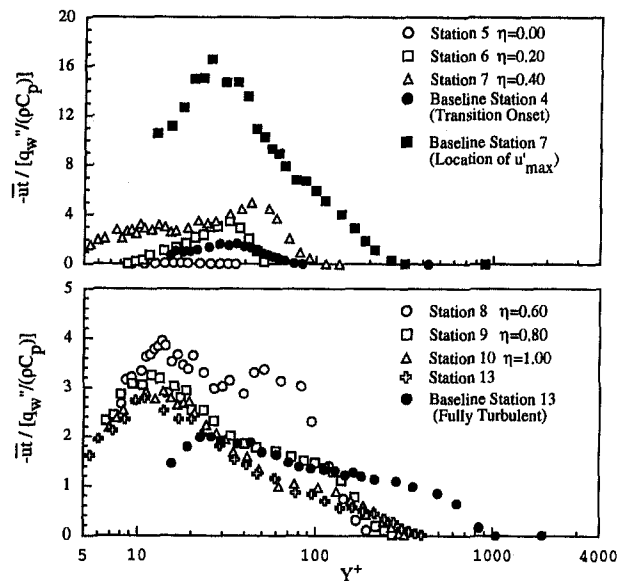 20
16
12
8
4
0
-ut / [q_w"/(ρC_p)]
Station 5 η=0.00
Station 6 η=0.20
Station 7 η=0.40
Baseline Station 4
(Transition Onset)
Baseline Station 7
(Location of u'max)
5
4
3
2
1
0
-ut / [q_w"/(ρC_p)]
Station 8 η=0.60
Station 9 η=0.80
Station 10 η=1.00
Station 13
Baseline Station 13
(Fully Turbulent)
5 10 100 1000 4000
Y+